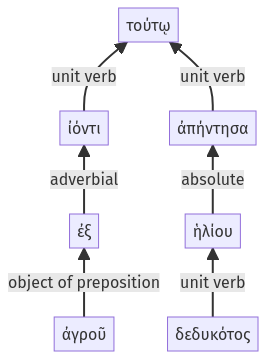 τούτῳ
unit verb unit verb
ἰόντι ἀπήντησα
adverbial absolute
ἐξ ἡλίου
object of preposition unit verb
ἀγροῦ δεδυκότος